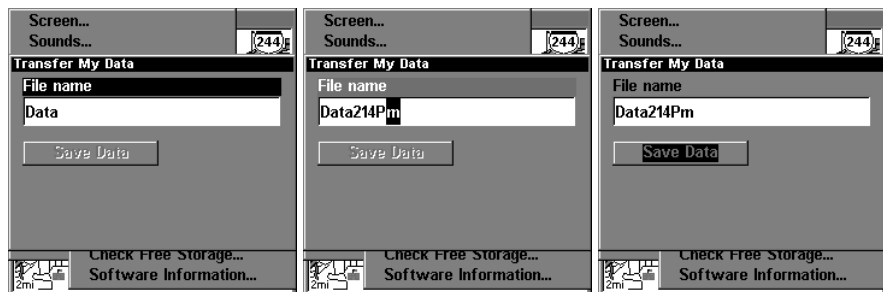 Screen...
Sounds...
244
Transfer My Data
File name
Data
Save Data
Check Free Storage...
Software Information...
2mi
Screen...
Sounds...
244
Transfer My Data
File name
Data214Pm
Save Data
Check Free Storage...
Software Information...
2mi
Screen...
Sounds...
244
Transfer My Data
File name
Data214Pm
Save Data
Check Free Storage...
Software Information...
2mi